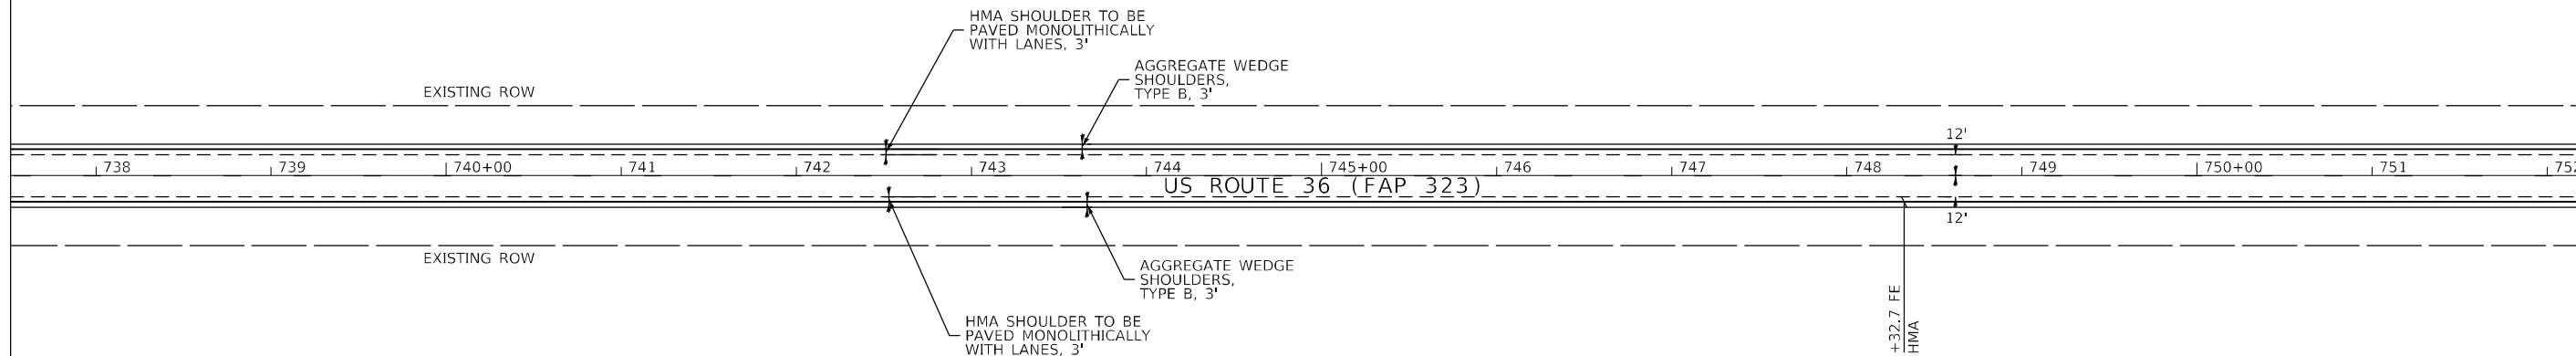 HMA SHOULDER TO BE
PAVED MONOLITHICALLY
WITH LANES, 3'
AGGREGATE WEDGE
SHOULDERS,
TYPE B, 3'
EXISTING ROW
12'
738 739 740+00 741 742 743 744 745+00 746 747 748 749 750+00 751
US ROUTE 36 (FAP 323)
12'
EXISTING ROW
AGGREGATE WEDGE
SHOULDERS,
TYPE B, 3'
+32.7 FE
HMA
HMA SHOULDER TO BE
PAVED MONOLITHICALLY
WITH LANES, 3'